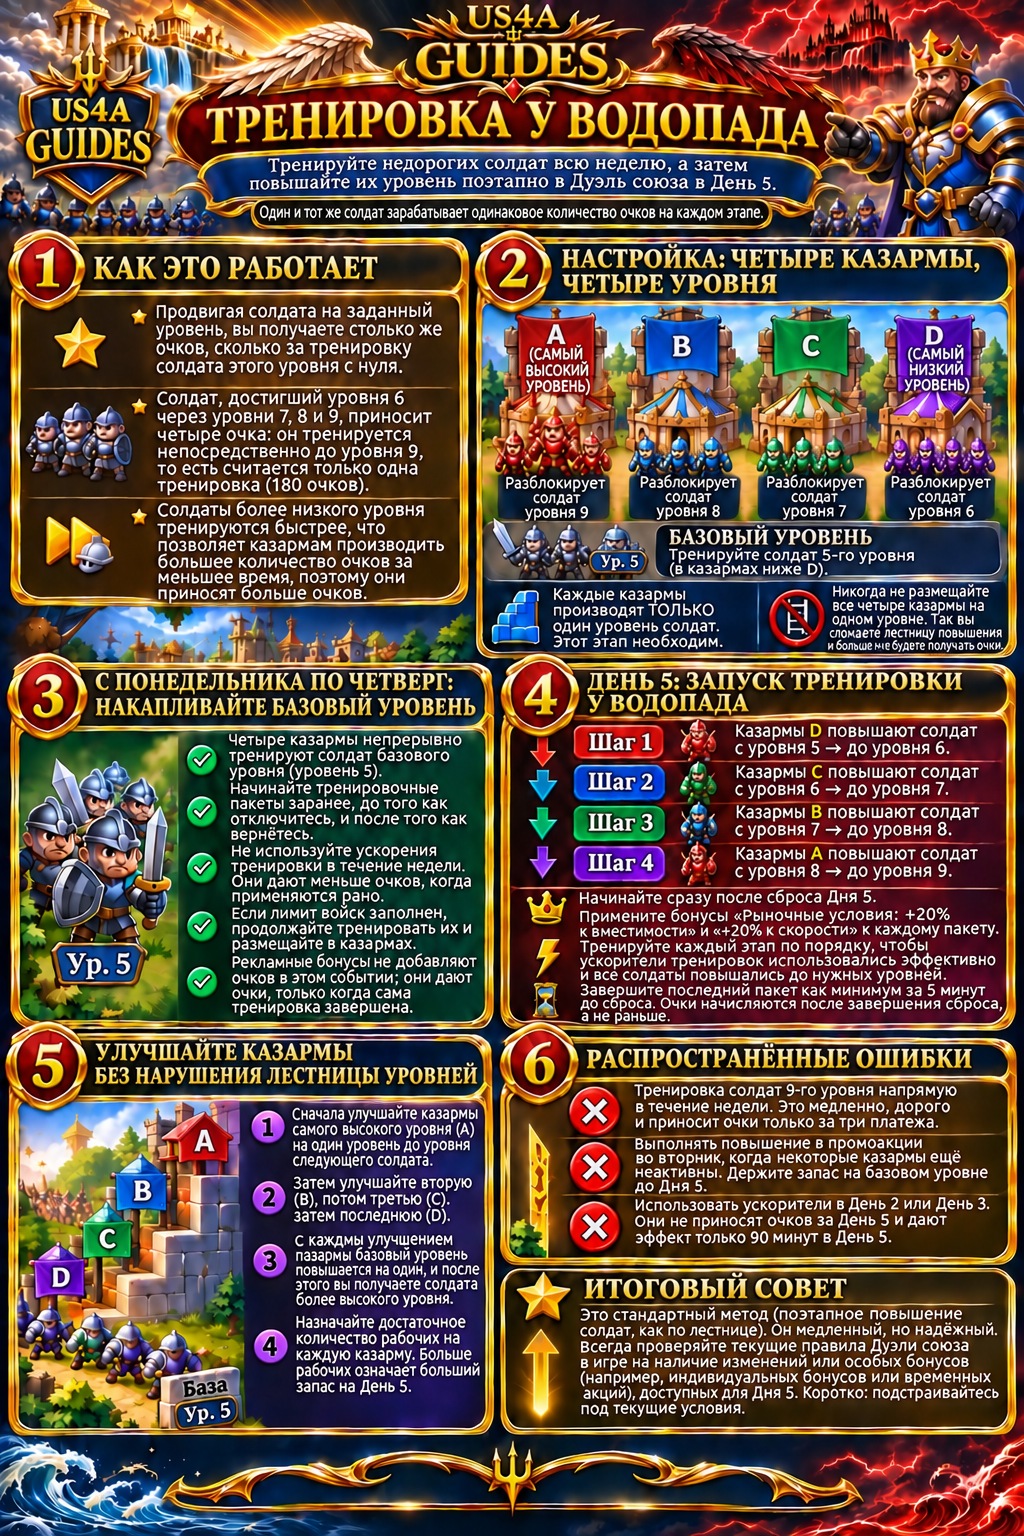 US4A
GUIDES
US4A
GUIDES
ТРЕНИРОВКА У ВОДОПАДА
Тренируйте недорогих солдат всю неделю, а затем
повышайте их уровень поэтапно в Дуэль союза в День 5.
Один и тот же солдат зарабатывает одинаковое количество очков на каждом этапе.
1 КАК ЭТО РАБОТАЕТ
Продвигая солдата на заданный
уровень, вы получаете столько же
очков, сколько за тренировку
солдата этого уровня с нуля.
Солдат, достигший уровня 6
через уровни 7, 8 и 9, приносит
четыре очка: он тренируется
непосредственно до уровня 9,
то есть считается только одна
тренировка (180 очков).
Солдаты более низкого уровня
тренируются быстрее, что
позволяет казармам производить
большее количество очков за
меньшее время, поэтому они
приносят больше очков.
2 НАСТРОЙКА: ЧЕТЫРЕ КАЗАРМЫ,
ЧЕТЫРЕ УРОВНЯ
A
(САМЫЙ
ВЫСОКИЙ
УРОВЕНЬ)
B
C
D
(САМЫЙ
НИЗКИЙ
УРОВЕНЬ)
Разблокирует
солдат
уровня 9
Разблокирует
солдат
уровня 8
Разблокирует
солдат
уровня 7
Разблокирует
солдат
уровня 6
Ур. 5
БАЗОВЫЙ УРОВЕНЬ
Тренируйте солдат 5-го уровня
(в казармах ниже D).
Каждые казармы
производят ТОЛЬКО
один уровень солдат.
Этот этап необходим.
Никогда не размещайте
все четыре казармы на
одном уровне. Так вы
сломаете лестницу повышения
и больше не будете получать очки.
3 С ПОНЕДЕЛЬНИКА ПО ЧЕТВЕРГ:
НАКАПЛИВАЙТЕ БАЗОВЫЙ УРОВЕНЬ
Четыре казармы непрерывно
тренируют солдат базового
уровня (уровень 5).
Начинайте тренировочные
пакеты заранее, до того как
отключитесь, и после того как
вернётесь.
Не используйте ускорения
тренировки в течение недели.
Они дают меньше очков, когда
применяются рано.
Если лимит войск заполнен,
продолжайте тренировать их и
размещайте в казармах.
Рекламные бонусы не добавляют
очков в этом событии; они дают
очки, только когда сама
тренировка завершена.
Ур. 5
4 ДЕНЬ 5: ЗАПУСК ТРЕНИРОВКИ
У ВОДОПАДА
Шаг 1
Казармы D повышают солдат
с уровня 5 → до уровня 6.
Шаг 2
Казармы C повышают солдат
с уровня 6 → до уровня 7.
Шаг 3
Казармы B повышают солдат
с уровня 7 → до уровня 8.
Шаг 4
Казармы A повышают солдат
с уровня 8 → до уровня 9.
Начинайте сразу после сброса Дня 5.
Примените бонусы «Рыночные условия: +20%
к вместимости» и «+20% к скорости» к каждому пакету.
Тренируйте каждый этап по порядку, чтобы
ускорители тренировок использовались эффективно
и все солдаты повышались до нужных уровней.
Завершите последний пакет как минимум за 5 минут
до сброса. Очки начисляются после завершения сброса,
а не раньше.
5 УЛУЧШАЙТЕ КАЗАРМЫ
БЕЗ НАРУШЕНИЯ ЛЕСТНИЦЫ УРОВНЕЙ
A
B
C
D
База
Ур. 5
1 Сначала улучшайте казармы
самого высокого уровня (A)
на один уровень до уровня
следующего солдата.
2 Затем улучшайте вторую
(B), потом третью (C).
затем последнюю (D).
3 С каждмы улучшением
пазармы базовый уровень
повышается на один, и после
этого вы получаете солдата
более высокого уровня.
4 Назначайте достаточное
количество рабочих на
каждую казарму. Больше
рабочих означает больший
запас на День 5.
6 РАСПРОСТРАНЁННЫЕ ОШИБКИ
Тренировка солдат 9-го уровня напрямую
в течение недели. Это медленно, дорого
и приносит очки только за три платежа.
Выполнять повышение в промоакции
во вторник, когда некоторые казармы ещё
неактивны. Держите запас на базовом уровне
до Дня 5.
Использовать ускорители в День 2 или День 3.
Они не приносят очков за День 5 и дают
эффект только 90 минут в День 5.
ИТОГОВЫЙ СОВЕТ
Это стандартный метод (поэтапное повышение
солдат, как по лестнице). Он медленный, но надёжный.
Всегда проверяйте текущие правила Дуэли союза
в игре на наличие изменений или особых бонусов
(например, индивидуальных бонусов или временных
акций), доступных для Дня 5. Коротко: подстраивайтесь
под текущие условия.